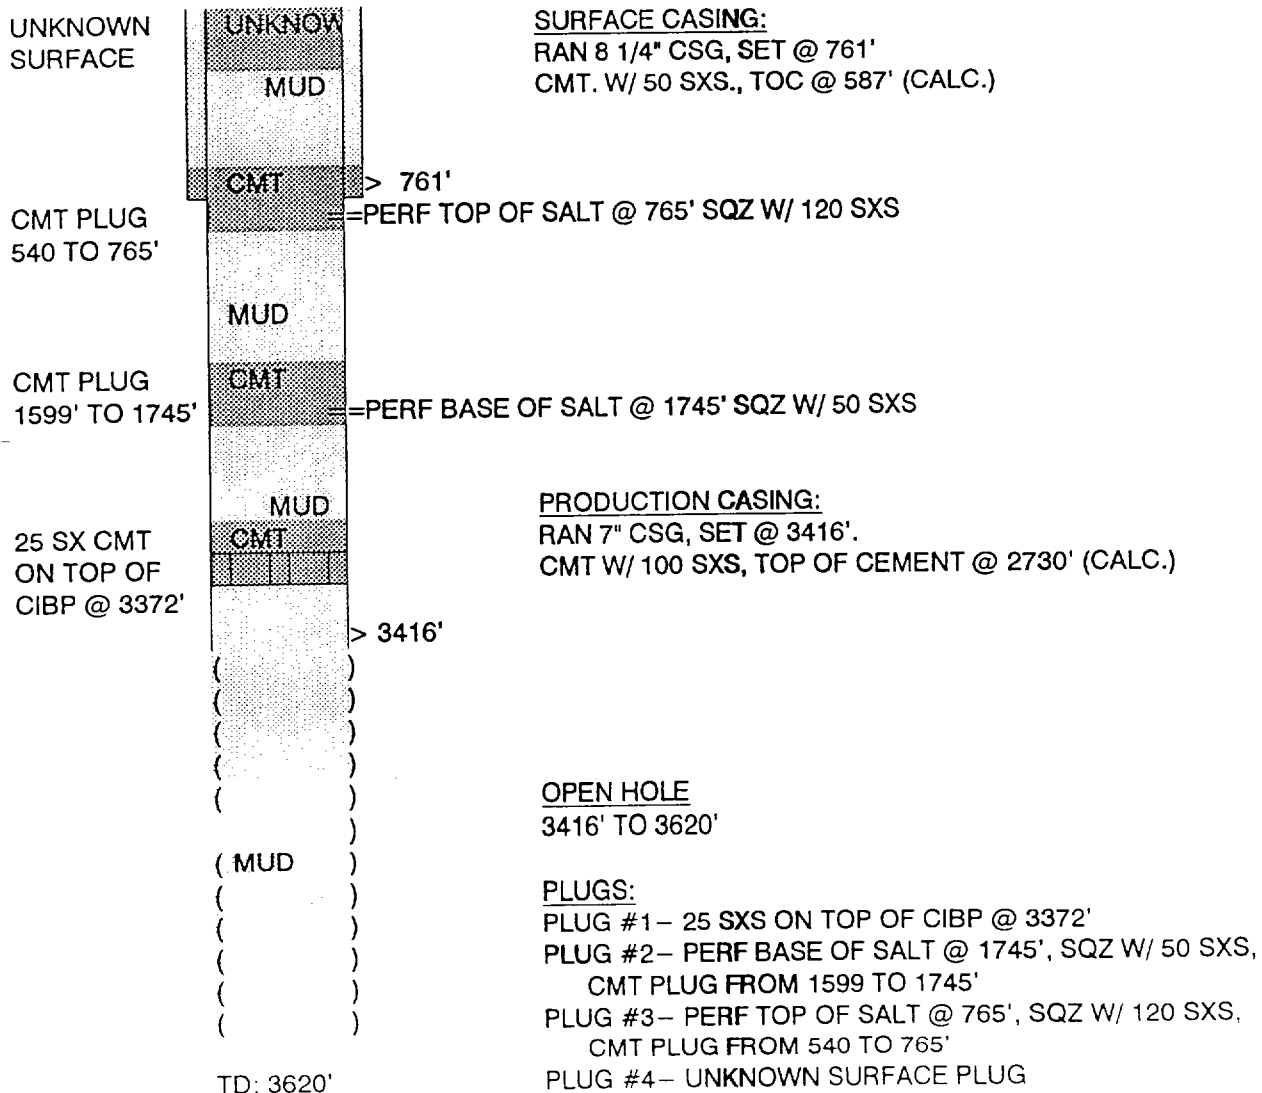 UNKNOWN
SURFACE
UNKNOW
MUD
SURFACE CASING:
RAN 8 1/4" CSG, SET @ 761'
CMT. W/ 50 SXS., TOC @ 587' (CALC.)
CMT
> 761'
==PERF TOP OF SALT @ 765' SQZ W/ 120 SXS
CMT PLUG
540 TO 765'
MUD
CMT PLUG
1599' TO 1745'
CMT
==PERF BASE OF SALT @ 1745' SQZ W/ 50 SXS
MUD
25 SX CMT
ON TOP OF
CIBP @ 3372'
CMT
PRODUCTION CASING:
RAN 7" CSG, SET @ 3416'.
CMT W/ 100 SXS, TOP OF CEMENT @ 2730' (CALC.)
> 3416'
OPEN HOLE
3416' TO 3620'
MUD
PLUGS:
PLUG #1– 25 SXS ON TOP OF CIBP @ 3372'
PLUG #2– PERF BASE OF SALT @ 1745', SQZ W/ 50 SXS,
CMT PLUG FROM 1599 TO 1745'
PLUG #3– PERF TOP OF SALT @ 765', SQZ W/ 120 SXS,
CMT PLUG FROM 540 TO 765'
PLUG #4– UNKNOWN SURFACE PLUG
TD: 3620'